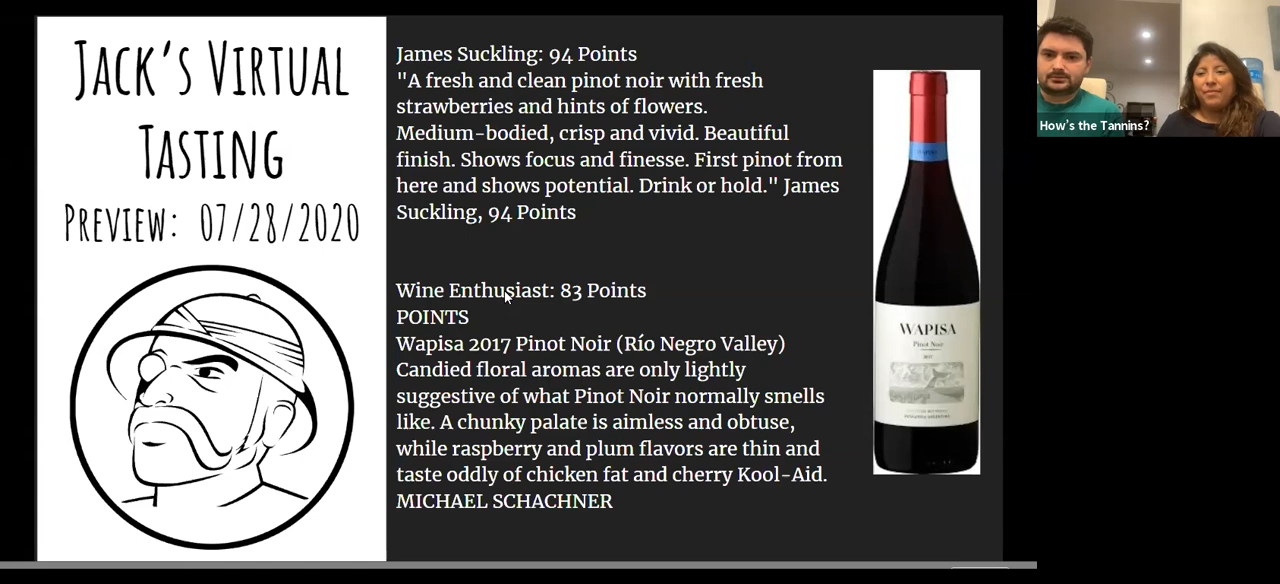 JACK'S VIRTUAL
TASTING
PREVIEW: 07/28/2020
James Suckling: 94 Points
"A fresh and clean pinot noir with fresh
strawberries and hints of flowers.
Medium-bodied, crisp and vivid. Beautiful
finish. Shows focus and finesse. First pinot from
here and shows potential. Drink or hold." James
Suckling, 94 Points
Wine Enthusiast: 83 Points
POINTS
Wapisa 2017 Pinot Noir (Río Negro Valley)
Candied floral aromas are only lightly
suggestive of what Pinot Noir normally smells
like. A chunky palate is aimless and obtuse,
while raspberry and plum flavors are thin and
taste oddly of chicken fat and cherry Kool-Aid.
MICHAEL SCHACHNER
WAPISA
Pinot Noir
2017
How's the Tannins?